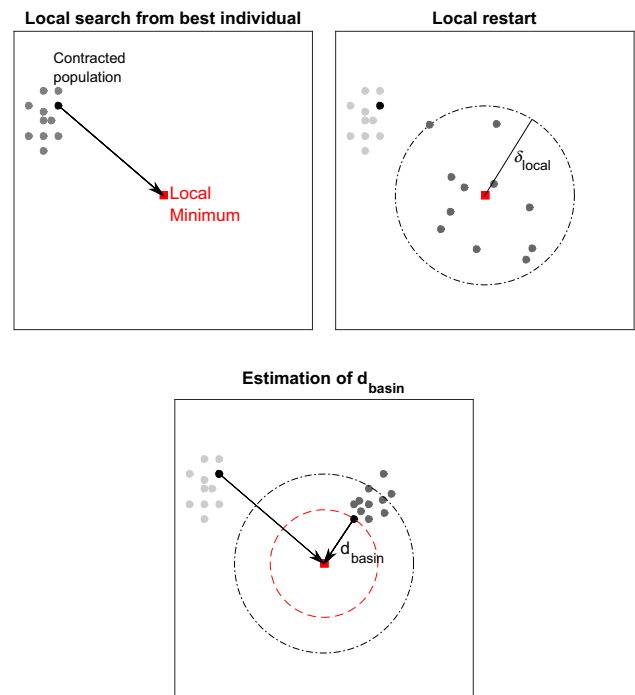 Local search from best individual
Contracted
population
Local
Minimum
Local restart
δlocal
Estimation of dbasin
dbasin